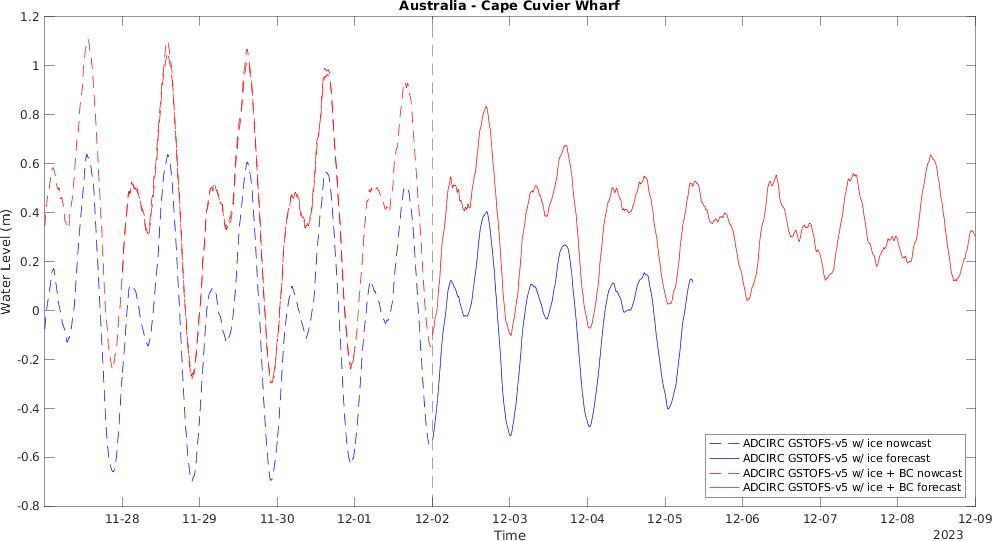 Australia - Cape Cuvier Wharf
1.2
1
0.8
0.6
0.4
0.2
0
-0.2
-0.4
-0.6
-0.8
Water Level (m)
ADCIRC GSTOFS-v5 w/ ice nowcast
ADCIRC GSTOFS-v5 w/ ice forecast
ADCIRC GSTOFS-v5 w/ ice + BC nowcast
ADCIRC GSTOFS-v5 w/ ice + BC forecast
11-28 11-29 11-30 12-01 12-02 12-03 12-04 12-05 12-06 12-07 12-08 12-09
Time
2023